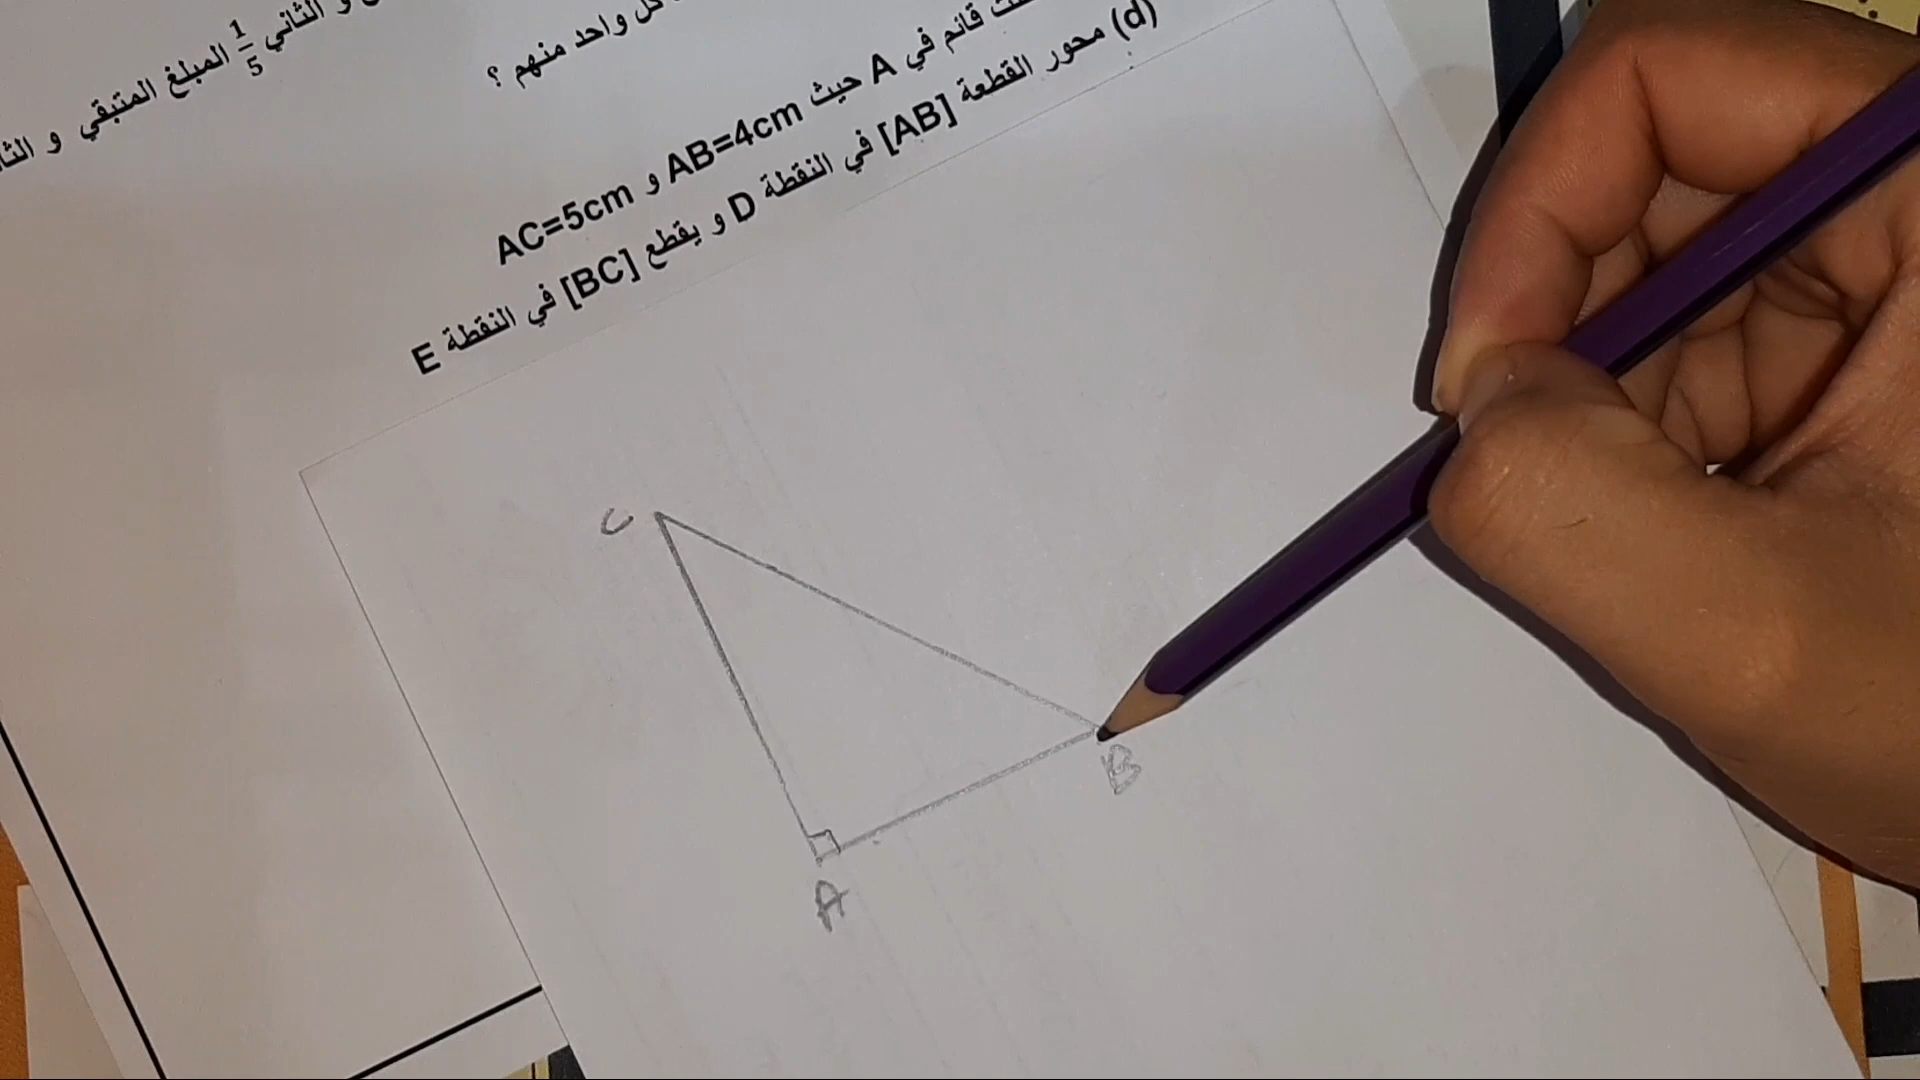 و الثاني 1/5 المبلغ المتبقي و
كل واحد منهم ؟
قائم في A حيث AB=4cm و AC=5cm
(d) محور القطعة [AB] في النقطة D و يقطع [BC] في النقطة E
C
B
A